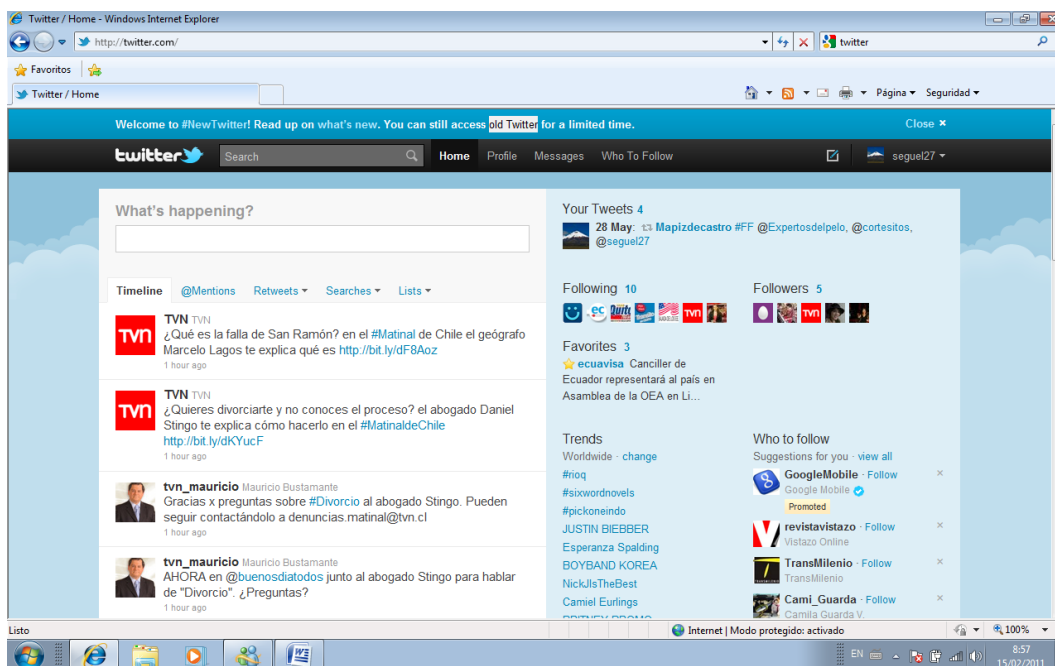 Twitter / Home - Windows Internet Explorer
http://twitter.com/
twitter
Favoritos
Twitter / Home
Página
Seguridad
Welcome to #NewTwitter! Read up on what's new. You can still access old Twitter for a limited time.
Close ×
twitter
Search
Home
Profile
Messages
Who To Follow
seguel27
What's happening?
Timeline
@Mentions
Retweets
Searches
Lists
TVN TVN
¿Qué es la falla de San Ramón? en el #Matinal de Chile el geógrafo
Marcelo Lagos te explica qué es http://bit.ly/dF8Aoz
1 hour ago
TVN TVN
¿Quieres divorciarte y no conoces el proceso? el abogado Daniel
Stingo te explica cómo hacerlo en el #MatinaldeChile
http://bit.ly/dKYucF
1 hour ago
tvn_mauricio Mauricio Bustamante
Gracias x preguntas sobre #Divorcio al abogado Stingo. Pueden
seguir contactándolo a denuncias.matinal@tvn.cl
1 hour ago
tvn_mauricio Mauricio Bustamante
AHORA en @buenosdiatodos junto al abogado Stingo para hablar
de "Divorcio". ¿Preguntas?
1 hour ago
Your Tweets 4
28 May: Mapizdecastro #FF @Expertosdelpelo, @cortesitos,
@seguel27
Following 10
Followers 5
Favorites 3
ecuavisa Canciller de
Ecuador representará al país en
Asamblea de la OEA en Li...
Trends
Worldwide · change
#rioq
#sixwordnovels
#pickoneindo
JUSTIN BIEBBER
Esperanza Spalding
BOYBAND KOREA
NickJIsTheBest
Camiel Eurlings
BRITNEY PROMO
Who to follow
Suggestions for you · view all
GoogleMobile · Follow
Google Mobile
Promoted
revistavistazo · Follow
Vistazo Online
TransMilenio · Follow
TransMilenio
Cami_Guarda · Follow
Camila Guarda V.
Listo
Internet | Modo protegido: activado
100%
EN
8:57
15/02/2011